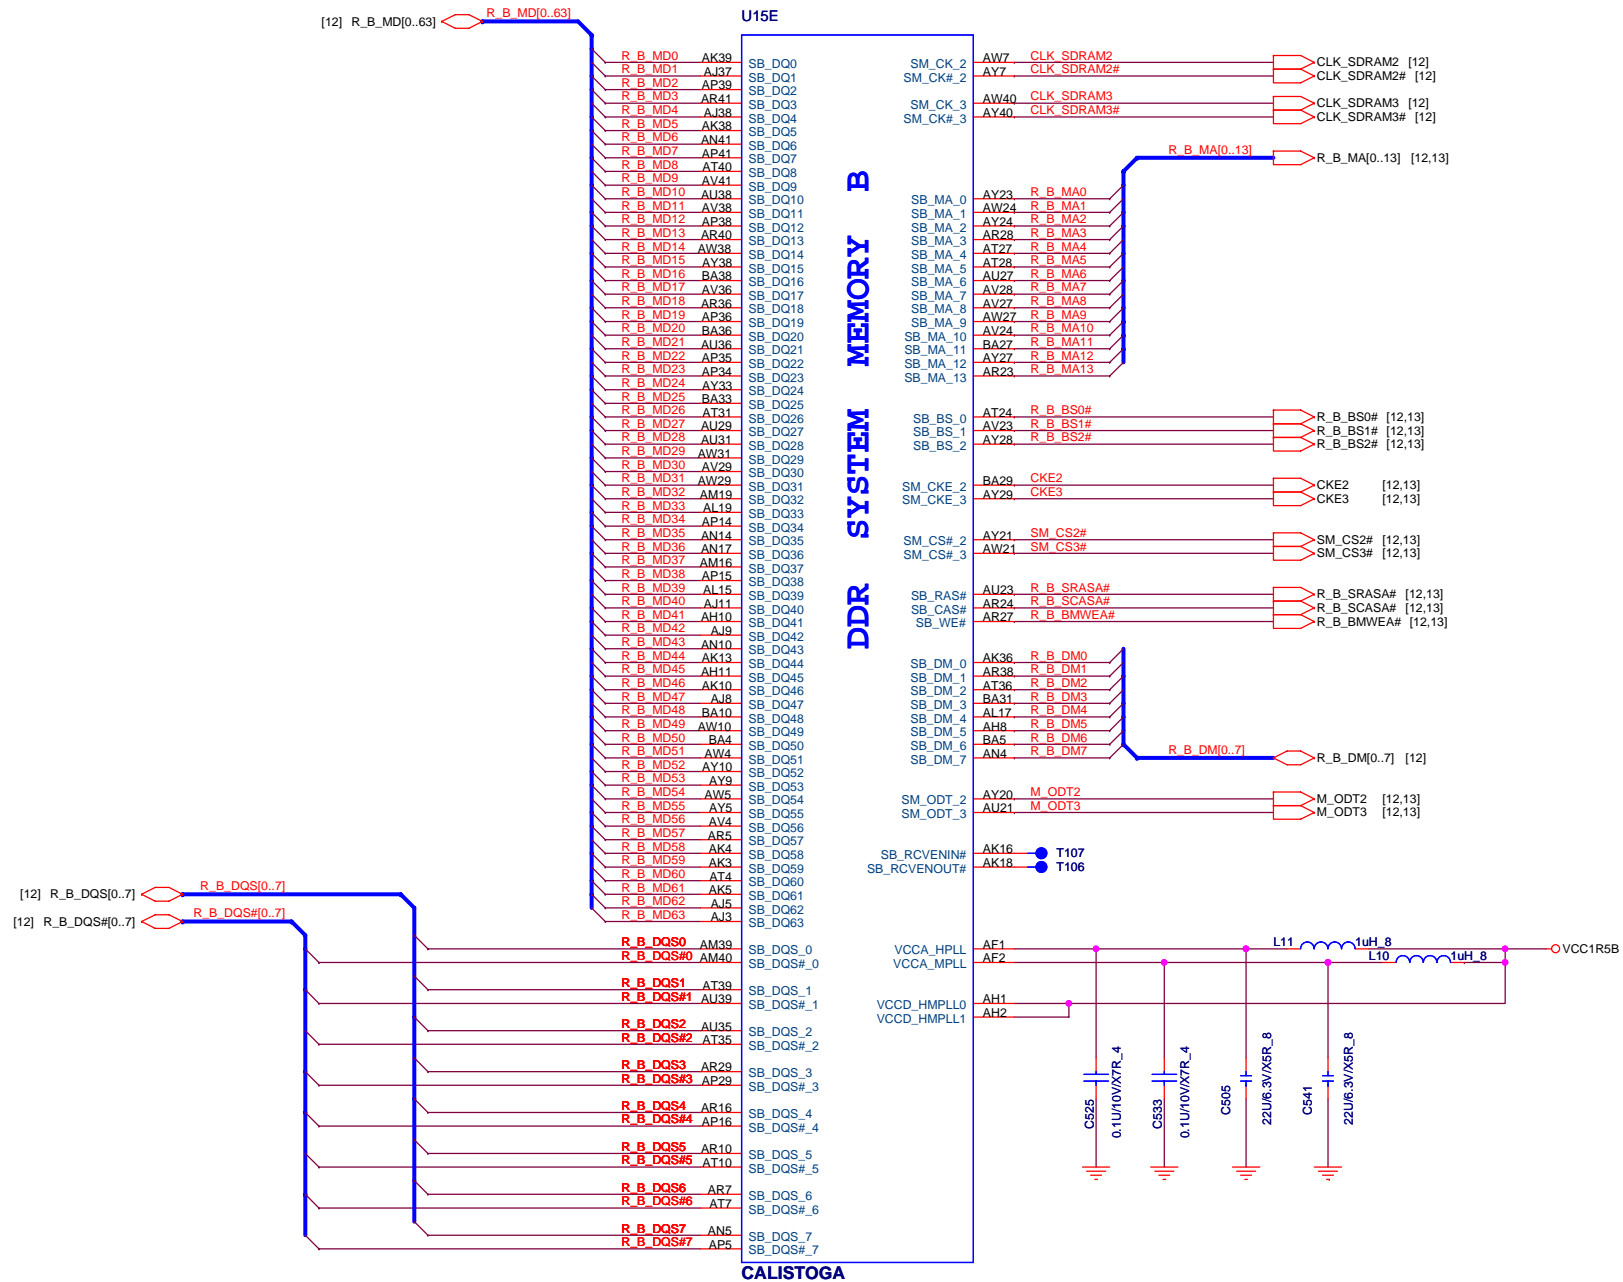 U15E
[12] R_B_MD[0..63] R_B_MD[0..63]
R_B_MD0 AK39 SB_DQ0
R_B_MD1 AJ37 SB_DQ1
R_B_MD2 AP39 SB_DQ2
R_B_MD3 AR41 SB_DQ3
R_B_MD4 AJ38 SB_DQ4
R_B_MD5 AK38 SB_DQ5
R_B_MD6 AN41 SB_DQ6
R_B_MD7 AP41 SB_DQ7
R_B_MD8 AT40 SB_DQ8
R_B_MD9 AV41 SB_DQ9
R_B_MD10 AU38 SB_DQ10
R_B_MD11 AV38 SB_DQ11
R_B_MD12 AP38 SB_DQ12
R_B_MD13 AR40 SB_DQ13
R_B_MD14 AW38 SB_DQ14
R_B_MD15 AY38 SB_DQ15
R_B_MD16 BA38 SB_DQ16
R_B_MD17 AV36 SB_DQ17
R_B_MD18 AR36 SB_DQ18
R_B_MD19 AP36 SB_DQ19
R_B_MD20 BA36 SB_DQ20
R_B_MD21 AU36 SB_DQ21
R_B_MD22 AP35 SB_DQ22
R_B_MD23 AP34 SB_DQ23
R_B_MD24 AY33 SB_DQ24
R_B_MD25 BA33 SB_DQ25
R_B_MD26 AT31 SB_DQ26
R_B_MD27 AU29 SB_DQ27
R_B_MD28 AU31 SB_DQ28
R_B_MD29 AW31 SB_DQ29
R_B_MD30 AV29 SB_DQ30
R_B_MD31 AW29 SB_DQ31
R_B_MD32 AM19 SB_DQ32
R_B_MD33 AL19 SB_DQ33
R_B_MD34 AP14 SB_DQ34
R_B_MD35 AN14 SB_DQ35
R_B_MD36 AN17 SB_DQ36
R_B_MD37 AM16 SB_DQ37
R_B_MD38 AP15 SB_DQ38
R_B_MD39 AL15 SB_DQ39
R_B_MD40 AJ11 SB_DQ40
R_B_MD41 AH10 SB_DQ41
R_B_MD42 AJ9 SB_DQ42
R_B_MD43 AN10 SB_DQ43
R_B_MD44 AK13 SB_DQ44
R_B_MD45 AH11 SB_DQ45
R_B_MD46 AK10 SB_DQ46
R_B_MD47 AJ8 SB_DQ47
R_B_MD48 BA10 SB_DQ48
R_B_MD49 AW10 SB_DQ49
R_B_MD50 BA4 SB_DQ50
R_B_MD51 AW4 SB_DQ51
R_B_MD52 AY10 SB_DQ52
R_B_MD53 AY9 SB_DQ53
R_B_MD54 AW5 SB_DQ54
R_B_MD55 AY5 SB_DQ55
R_B_MD56 AV4 SB_DQ56
R_B_MD57 AR5 SB_DQ57
R_B_MD58 AK4 SB_DQ58
R_B_MD59 AK3 SB_DQ59
R_B_MD60 AT4 SB_DQ60
R_B_MD61 AK5 SB_DQ61
R_B_MD62 AJ5 SB_DQ62
R_B_MD63 AJ3 SB_DQ63
[12] R_B_DQS[0..7] R_B_DQS[0..7]
[12] R_B_DQS#[0..7] R_B_DQS#[0..7]
R_B_DQS0 AM39 SB_DQS_0
R_B_DQS#0 AM40 SB_DQS#_0
R_B_DQS1 AT39 SB_DQS_1
R_B_DQS#1 AU39 SB_DQS#_1
R_B_DQS2 AU35 SB_DQS_2
R_B_DQS#2 AT35 SB_DQS#_2
R_B_DQS3 AR29 SB_DQS_3
R_B_DQS#3 AP29 SB_DQS#_3
R_B_DQS4 AR16 SB_DQS_4
R_B_DQS#4 AP16 SB_DQS#_4
R_B_DQS5 AR10 SB_DQS_5
R_B_DQS#5 AT10 SB_DQS#_5
R_B_DQS6 AR7 SB_DQS_6
R_B_DQS#6 AT7 SB_DQS#_6
R_B_DQS7 AN5 SB_DQS_7
R_B_DQS#7 AP5 SB_DQS#_7
DDR SYSTEM MEMORY B
SM_CK_2 AW7 CLK_SDRAM2 CLK_SDRAM2 [12]
SM_CK#_2 AY7 CLK_SDRAM2# CLK_SDRAM2# [12]
SM_CK_3 AW40 CLK_SDRAM3 CLK_SDRAM3 [12]
SM_CK#_3 AY40 CLK_SDRAM3# CLK_SDRAM3# [12]
R_B_MA[0..13] R_B_MA[0..13] [12,13]
SB_MA_0 AY23 R_B_MA0
SB_MA_1 AW24 R_B_MA1
SB_MA_2 AY24 R_B_MA2
SB_MA_3 AR28 R_B_MA3
SB_MA_4 AT27 R_B_MA4
SB_MA_5 AT28 R_B_MA5
SB_MA_6 AU27 R_B_MA6
SB_MA_7 AV28 R_B_MA7
SB_MA_8 AV27 R_B_MA8
SB_MA_9 AW27 R_B_MA9
SB_MA_10 AV24 R_B_MA10
SB_MA_11 BA27 R_B_MA11
SB_MA_12 AY27 R_B_MA12
SB_MA_13 AR23 R_B_MA13
SB_BS_0 AT24 R_B_BS0# R_B_BS0# [12,13]
SB_BS_1 AV23 R_B_BS1# R_B_BS1# [12,13]
SB_BS_2 AY28 R_B_BS2# R_B_BS2# [12,13]
SM_CKE_2 BA29 CKE2 CKE2 [12,13]
SM_CKE_3 AY29 CKE3 CKE3 [12,13]
SM_CS#_2 AY21 SM_CS2# SM_CS2# [12,13]
SM_CS#_3 AW21 SM_CS3# SM_CS3# [12,13]
SB_RAS# AU23 R_B_SRASA# R_B_SRASA# [12,13]
SB_CAS# AR24 R_B_SCASA# R_B_SCASA# [12,13]
SB_WE# AR27 R_B_BMWEA# R_B_BMWEA# [12,13]
SB_DM_0 AK36 R_B_DM0
SB_DM_1 AR38 R_B_DM1
SB_DM_2 AT36 R_B_DM2
SB_DM_3 BA31 R_B_DM3
SB_DM_4 AL17 R_B_DM4
SB_DM_5 AH8 R_B_DM5
SB_DM_6 BA5 R_B_DM6
SB_DM_7 AN4 R_B_DM7
R_B_DM[0..7] R_B_DM[0..7] [12]
SM_ODT_2 AY20 M_ODT2 M_ODT2 [12,13]
SM_ODT_3 AU21 M_ODT3 M_ODT3 [12,13]
SB_RCVENIN# AK16 T107
SB_RCVENOUT# AK18 T106
VCCA_HPLL AF1 L11 1uH_8 VCC1R5B
VCCA_MPLL AF2 L10 1uH_8
VCCD_HMPLL0 AH1
VCCD_HMPLL1 AH2
C525 0.1U/10V/X7R_4
C533 0.1U/10V/X7R_4
C505 22U/6.3V/X5R_8
C541 22U/6.3V/X5R_8
CALISTOGA